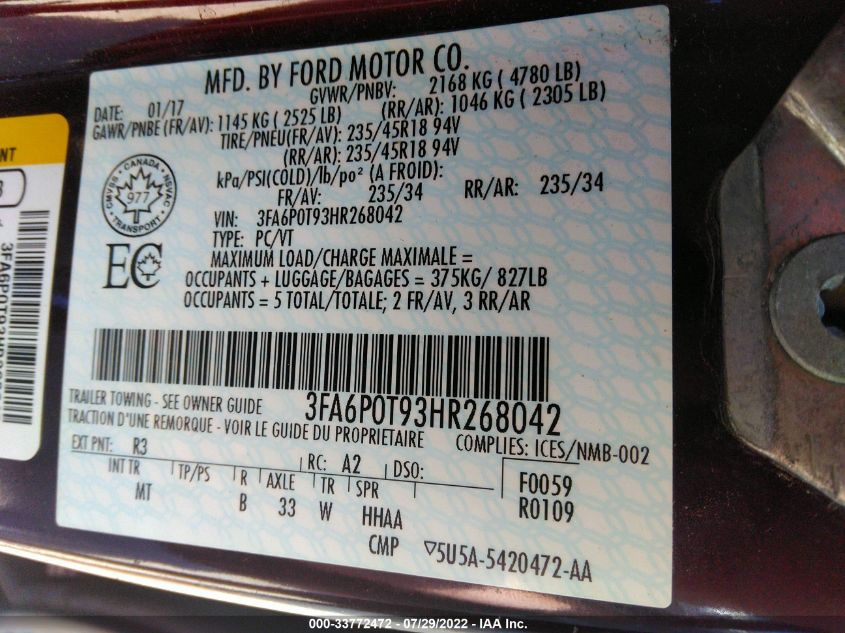 MFD. BY FORD MOTOR CO.
DATE: 01/17 GVWR/PNBV: 2168 KG ( 4780 LB)
GAWR/PNBE (FR/AV): 1145 KG ( 2525 LB) (RR/AR): 1046 KG ( 2305 LB)
TIRE/PNEU(FR/AV): 235/45R18 94V
(RR/AR): 235/45R18 94V
kPa/PSI(COLD)/lb/po² (A FROID):
FR/AV: 235/34 RR/AR: 235/34
VIN: 3FA6P0T93HR268042
TYPE: PC/VT
MAXIMUM LOAD/CHARGE MAXIMALE =
OCCUPANTS + LUGGAGE/BAGAGES = 375KG/ 827LB
OCCUPANTS = 5 TOTAL/TOTALE; 2 FR/AV, 3 RR/AR
CANADA
CMVSS NSVAC
977
TRANSPORT
EC
3FA6P0T93HR268042
TRAILER TOWING - SEE OWNER GUIDE
TRACTION D'UNE REMORQUE - VOIR LE GUIDE DU PROPRIETAIRE
COMPLIES: ICES/NMB-002
EXT PNT: R3 RC: A2 DSO:
INT TR TP/PS R AXLE TR SPR F0059
MT B 33 W HHAA R0109
CMP ▽5U5A-5420472-AA
NT
3
000-33772472 - 07/29/2022 - IAA Inc.